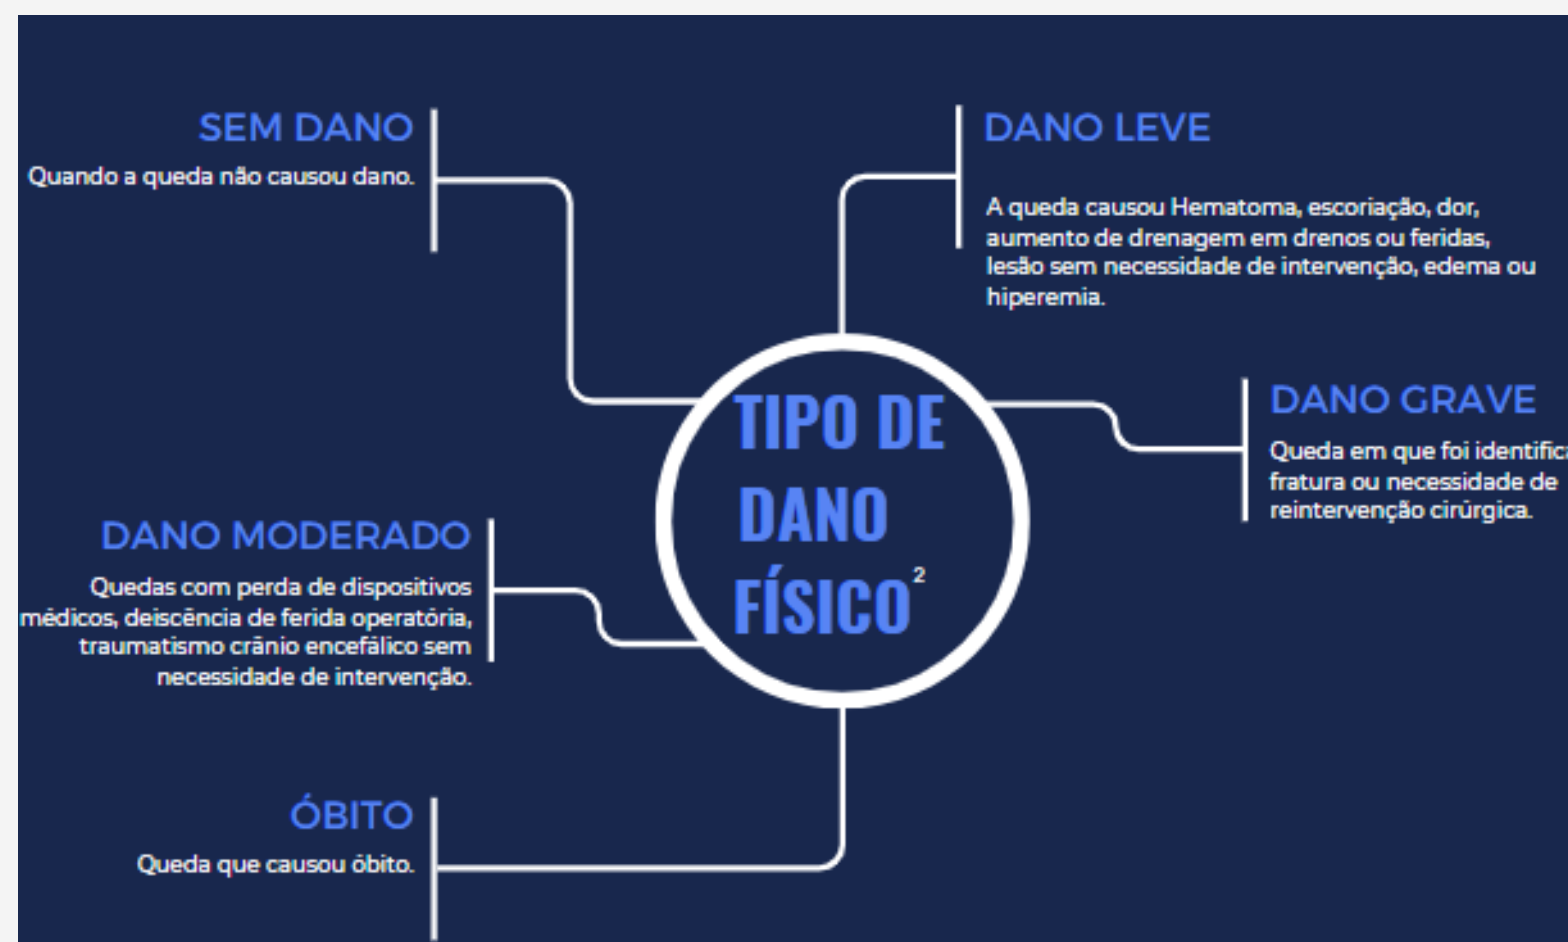 SEM DANO
Quando a queda não causou dano.
DANO LEVE
A queda causou Hematoma, escoriação, dor,
aumento de drenagem em drenos ou feridas,
lesão sem necessidade de intervenção, edema ou
hiperemia.
TIPO DE
DANO
FÍSICO²
DANO GRAVE
Queda em que foi
fratura ou necessidade de
reintervenção cirúrgica.
DANO MODERADO
Quedas com perda de dispositivos
médicos, deiscência de ferida operatória,
traumatismo crânio encefálico sem
necessidade de intervenção.
ÓBITO
Queda que causou óbito.